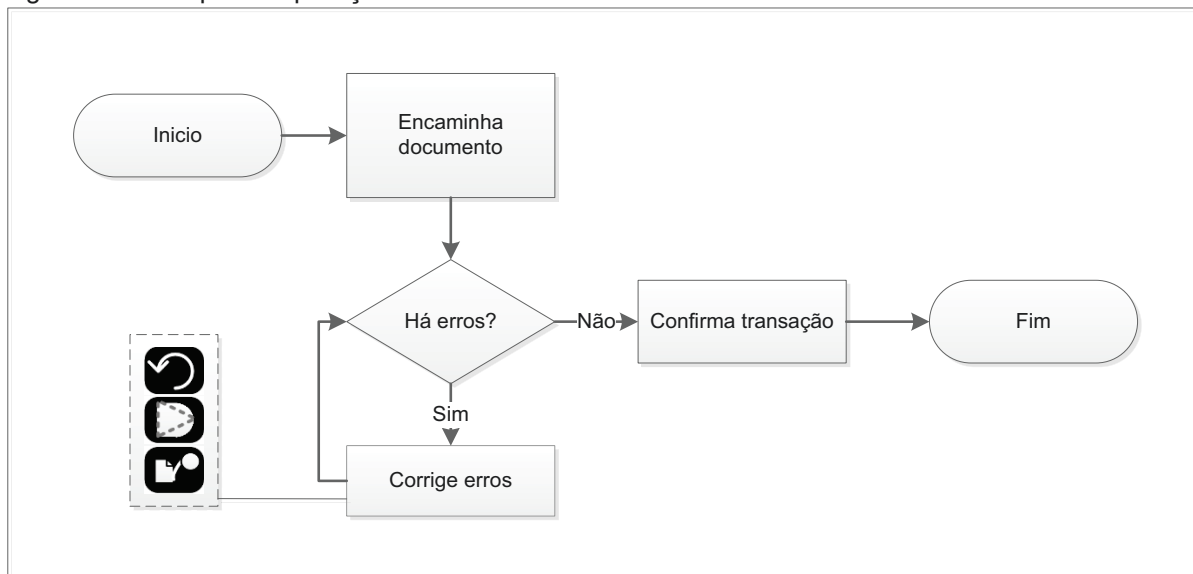 Inicio
Encaminha
documento
Há erros?
Não
Confirma transação
Fim
Sim
Corrige erros